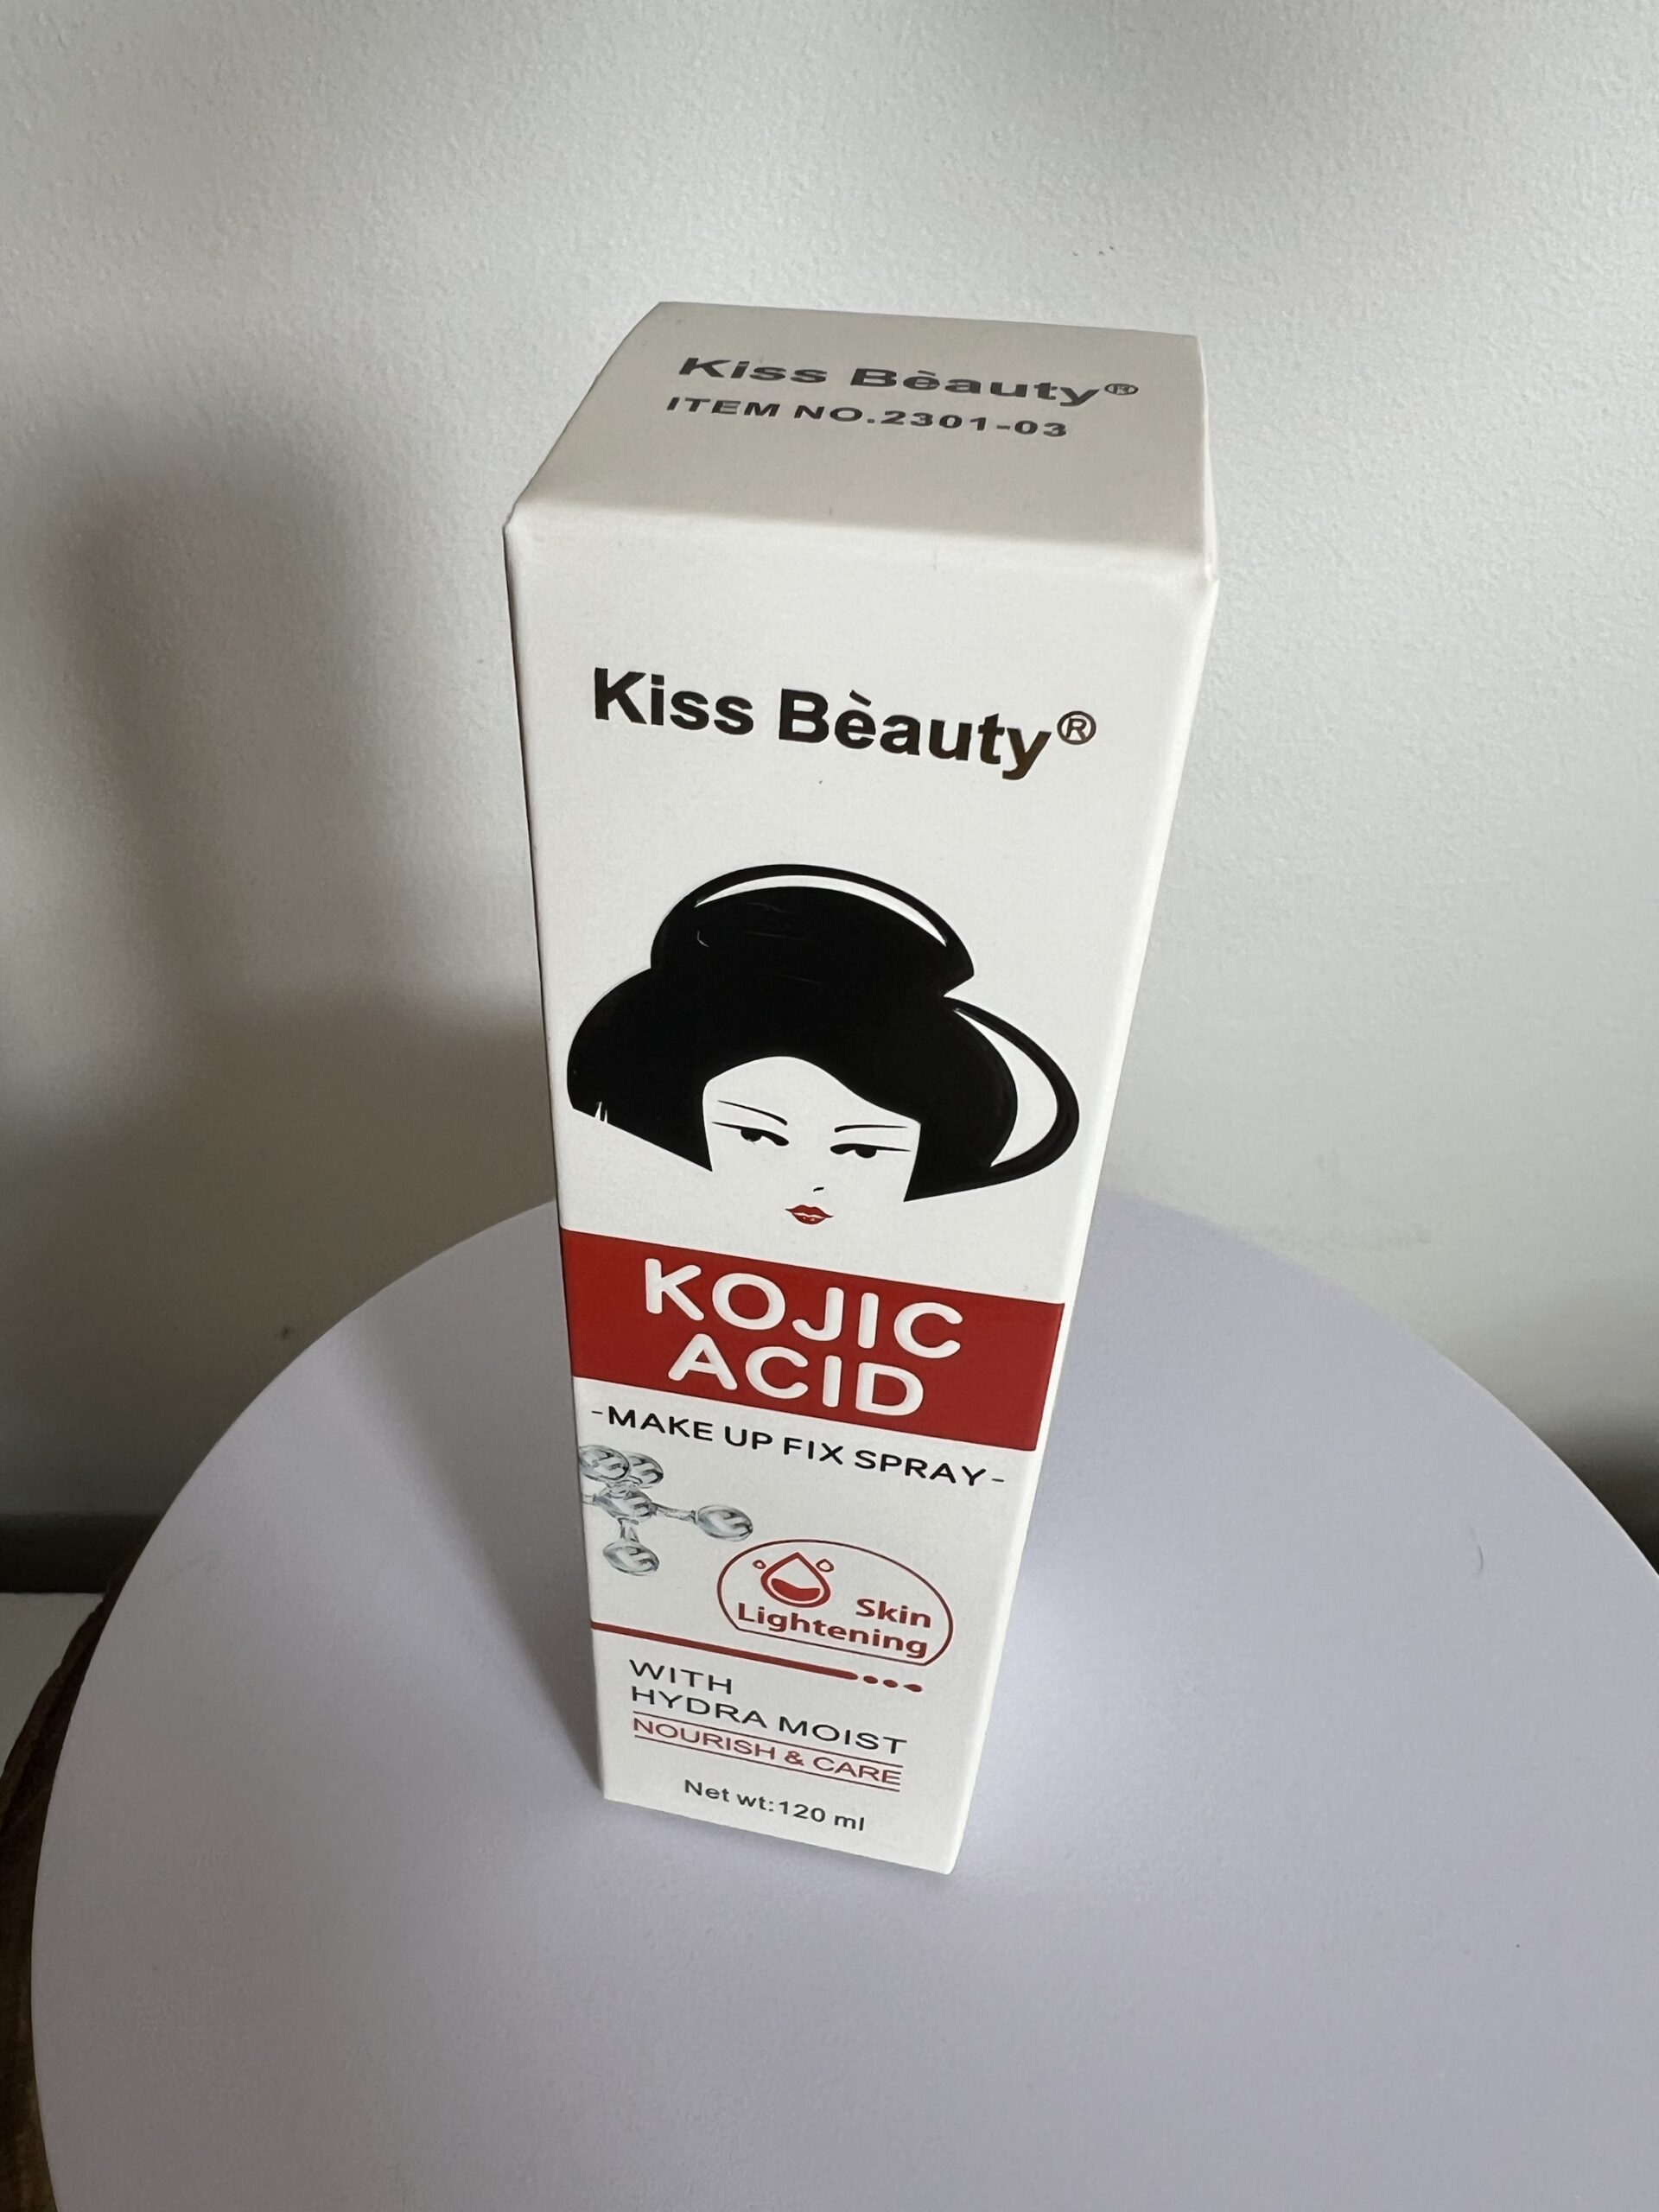 Kiss Bèauty®
ITEM NO.2301-03
Kiss Bèauty®
KOJIC
ACID
-MAKE UP FIX SPRAY-
Skin
Lightening
WITH
HYDRA MOIST
NOURISH & CARE
Net wt:120 ml